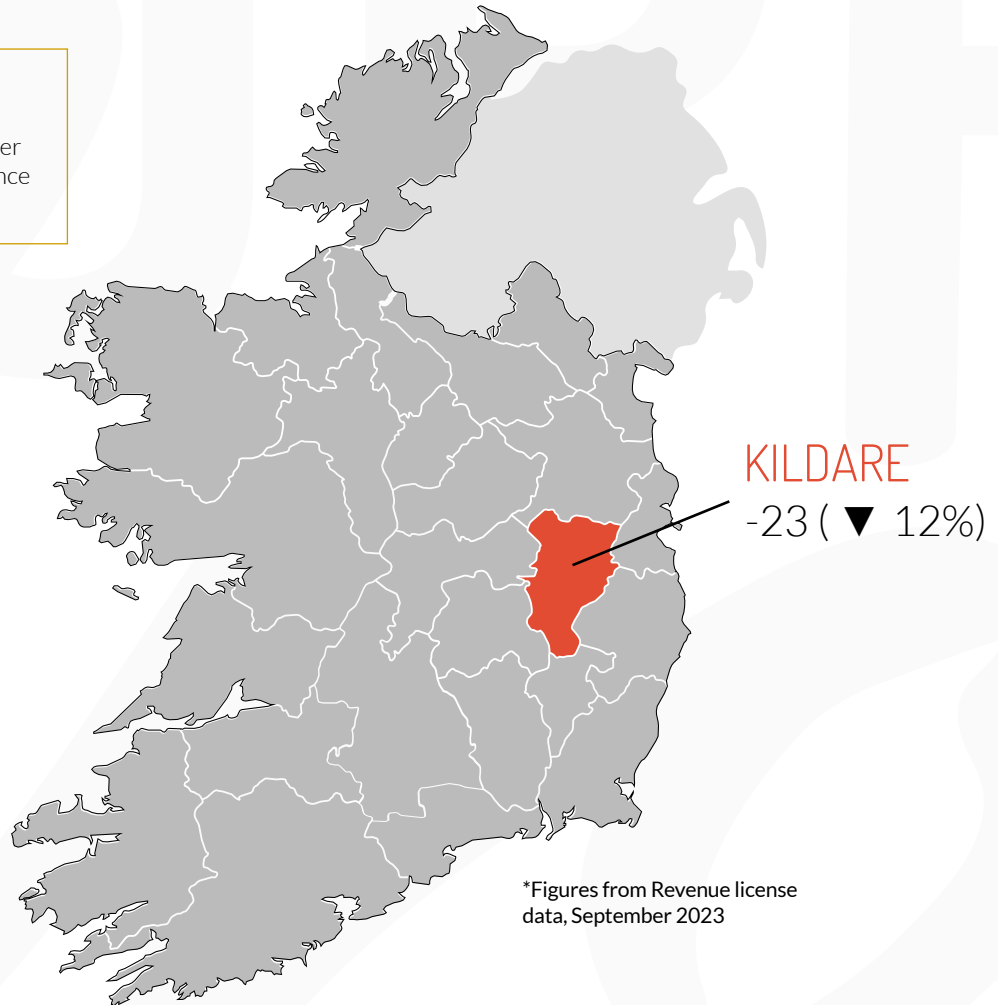 er
nce
KILDARE
-23 ( ▼ 12%)
*Figures from Revenue license
data, September 2023